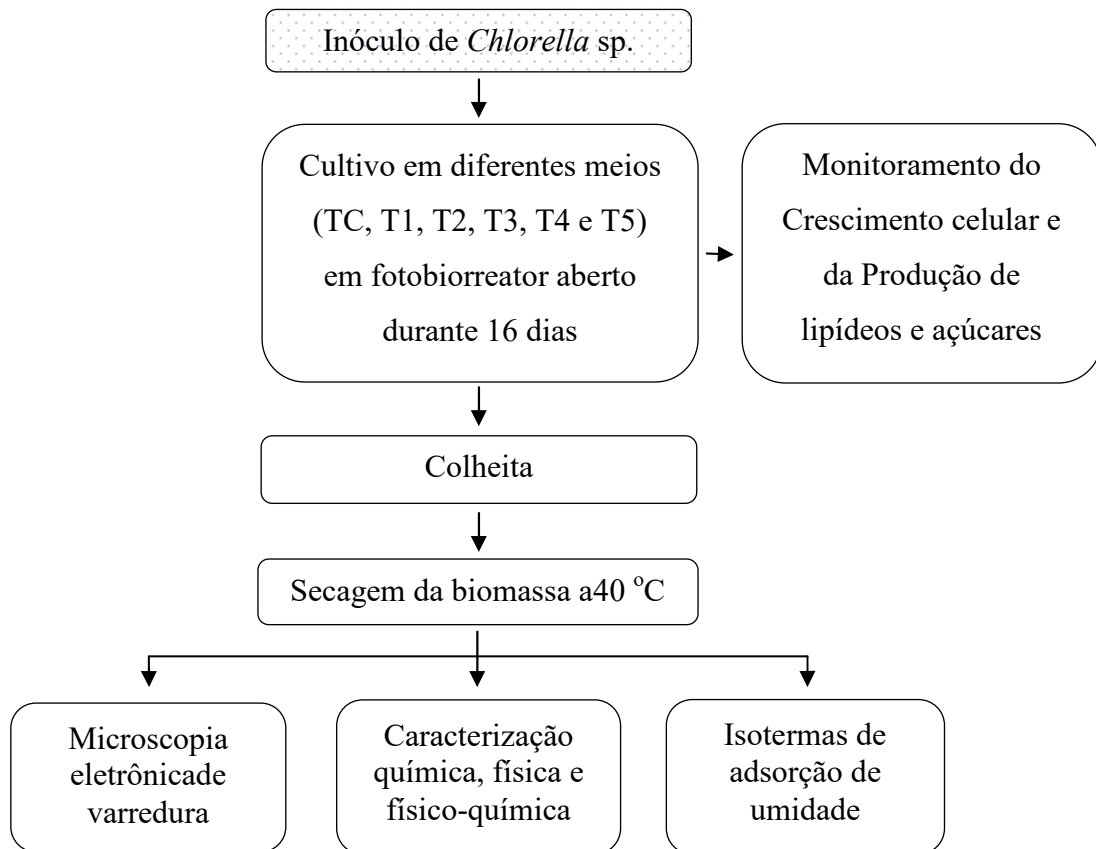 Inóculo de Chlorella sp.
Cultivo em diferentes meios
(TC, T1, T2, T3, T4 e T5)
em fotobiorreator aberto
durante 16 dias
Monitoramento do
Crescimento celular e
da Produção de
lipídeos e açúcares
Colheita
Secagem da biomassa a40 °C
Microscopia
eletrônicade
varredura
Caracterização
química, física e
físico-química
Isotermas de
adsorção de
umidade